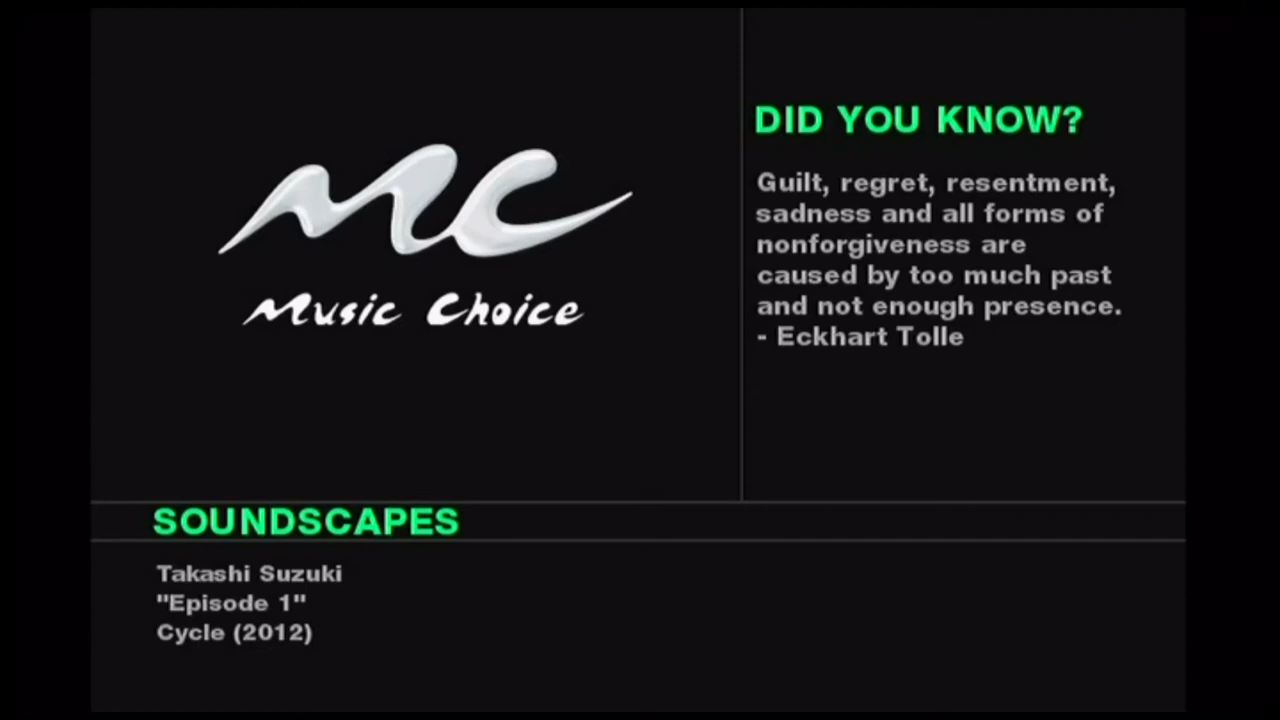 MC
Music Choice
DID YOU KNOW?
Guilt, regret, resentment,
sadness and all forms of
nonforgiveness are
caused by too much past
and not enough presence.
- Eckhart Tolle
SOUNDSCAPES
Takashi Suzuki
"Episode 1"
Cycle (2012)